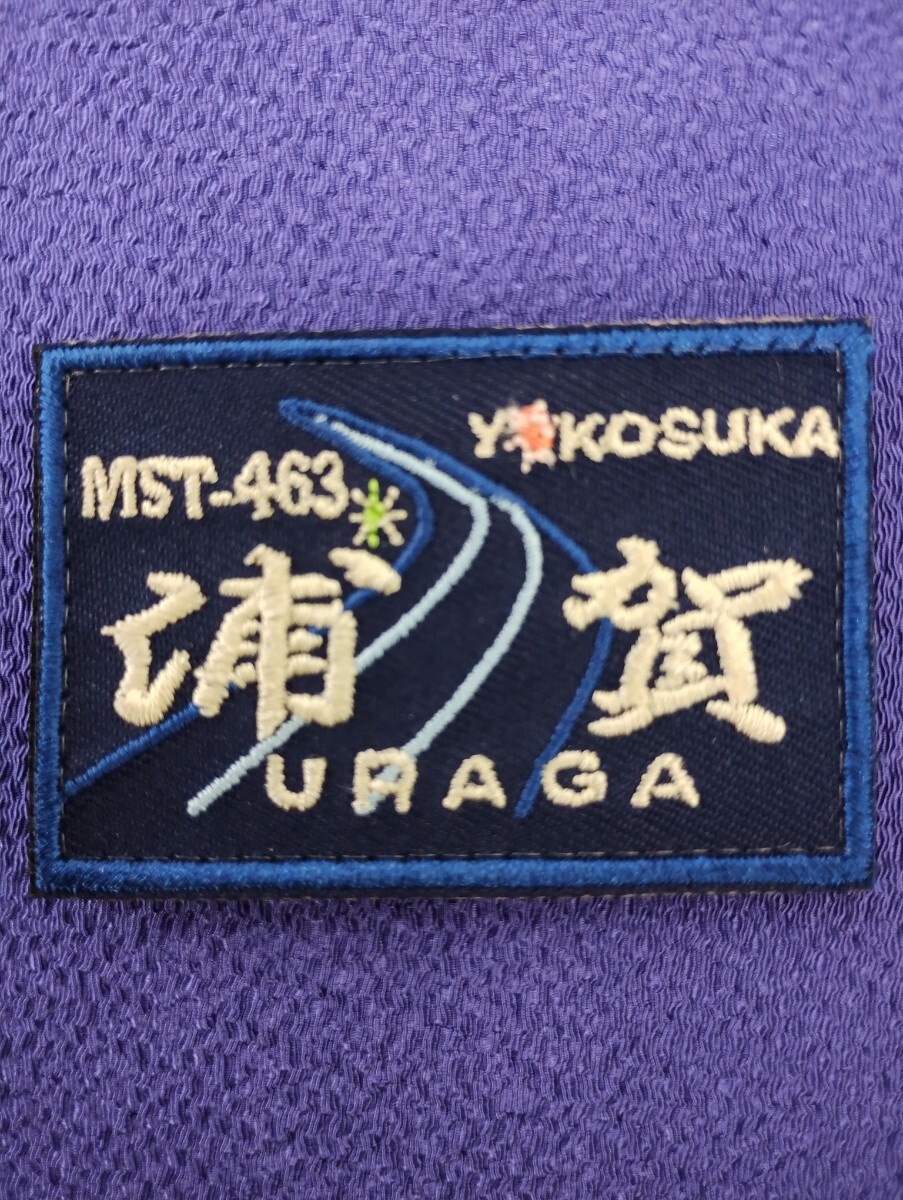 YOKOSUKA
MST-463
浦賀
URAGA